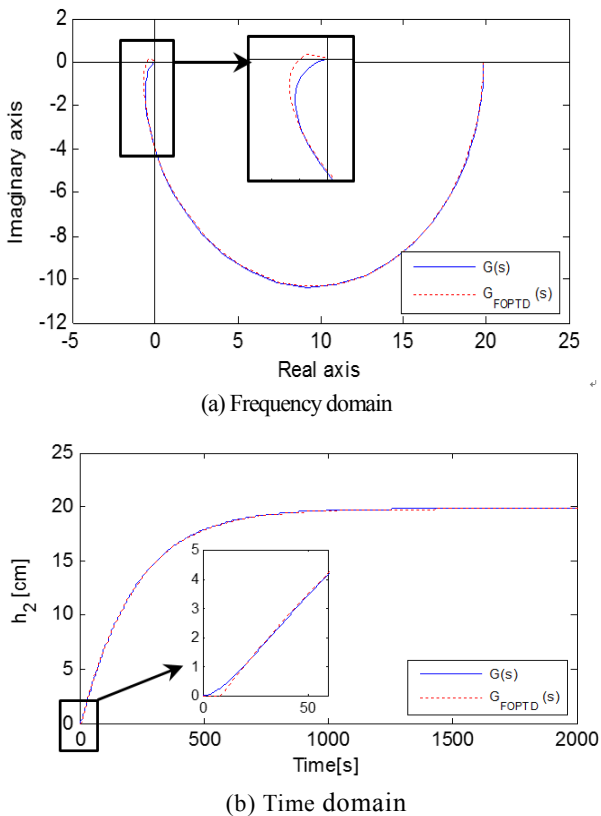 2
0
-2
-4
-6
-8
-10
-12
-5 0 5 10 15 20 25
Imaginary axis
Real axis
G(s)
G_FOPTD (s)
(a) Frequency domain
25
20
15
10
5
0
0 500 1000 1500 2000
h_2 [cm]
Time[s]
5
4
3
2
1
0
0 50
G(s)
G_FOPTD (s)
(b) Time domain